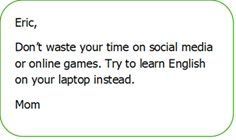 Eric,
Don't waste your time on social media
or online games. Try to learn English
on your laptop instead.
Mom